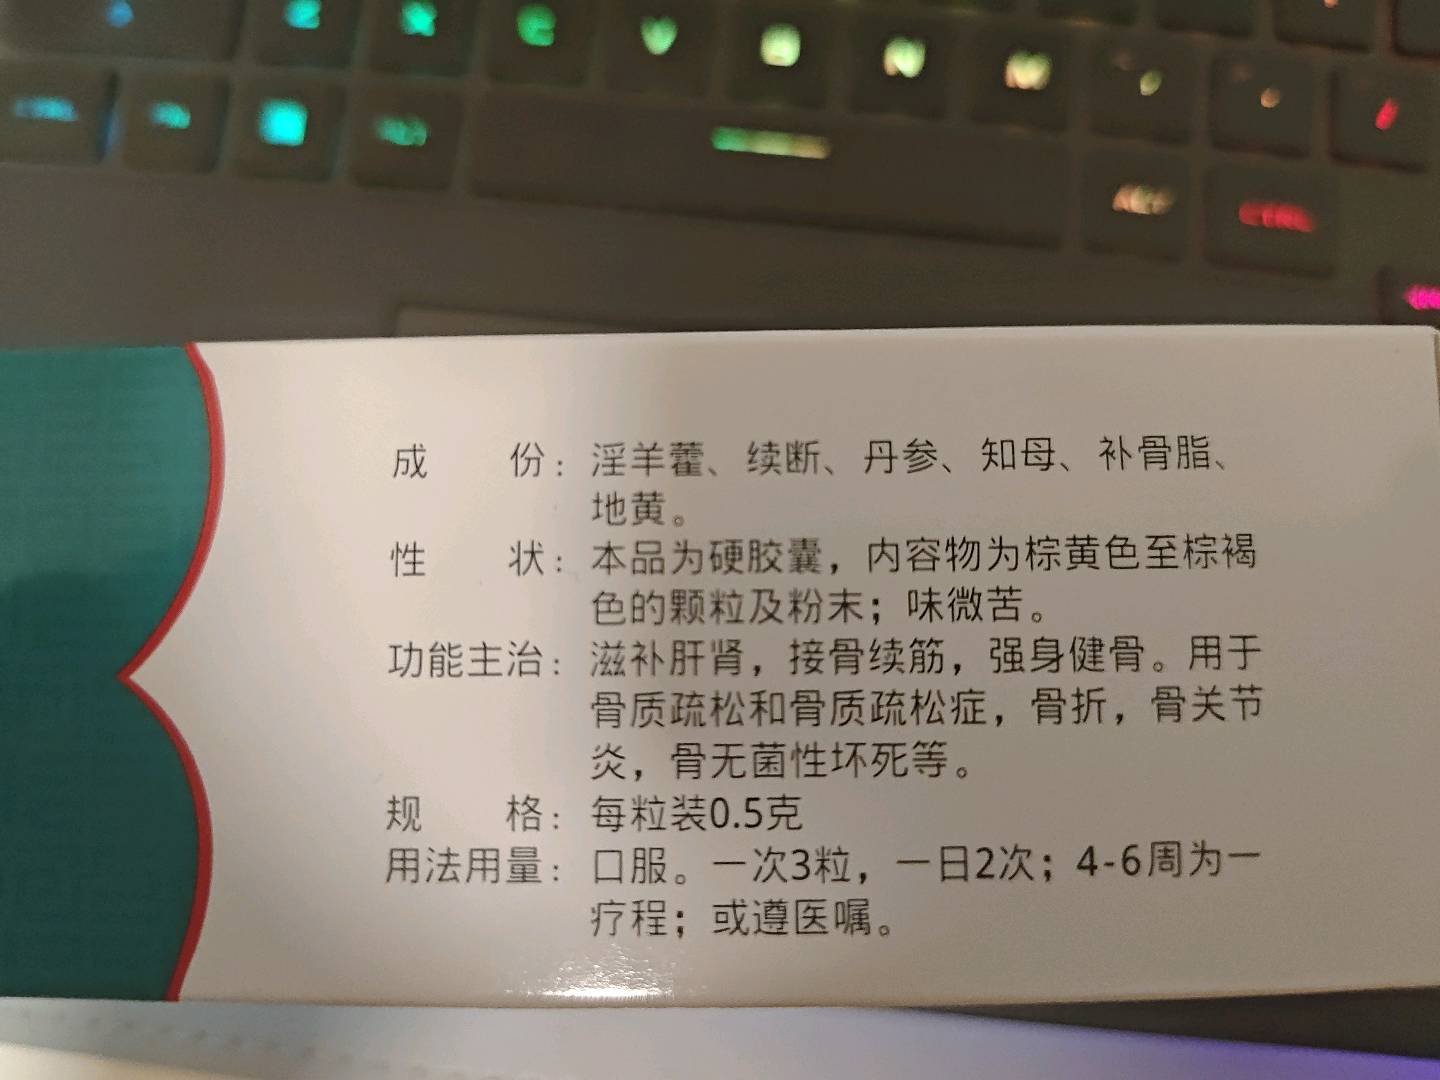 Z X C V B N M
CTRL FN ALT
ALT CTRL
成份：淫羊藿、续断、丹参、知母、补骨脂、
地黄。
性状：本品为硬胶囊，内容物为棕黄色至棕褐
色的颗粒及粉末；味微苦。
功能主治：滋补肝肾，接骨续筋，强身健骨。用于
骨质疏松和骨质疏松症，骨折，骨关节
炎，骨无菌性坏死等。
规格：每粒装0.5克
用法用量：口服。一次3粒，一日2次；4-6周为一
疗程；或遵医嘱。